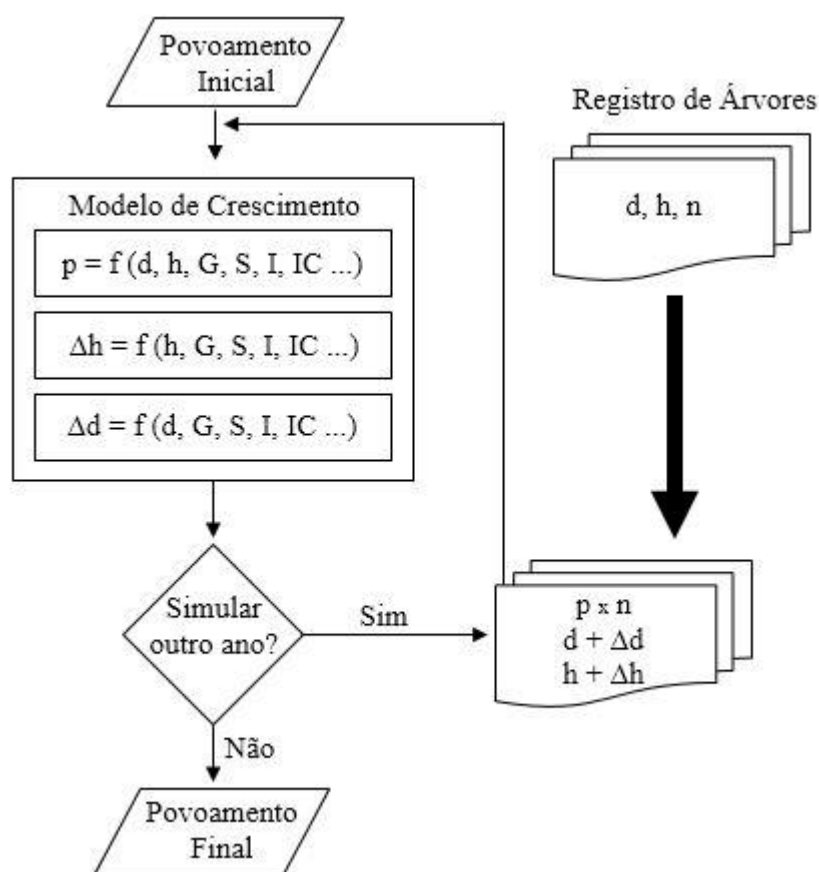 Povoamento
Inicial
Registro de Árvores
d, h, n
Modelo de Crescimento
p = f (d, h, G, S, I, IC ...)
Δh = f (h, G, S, I, IC ...)
Δd = f (d, G, S, I, IC ...)
Simular
outro ano?
Sim
p x n
d + Δd
h + Δh
Não
Povoamento
Final